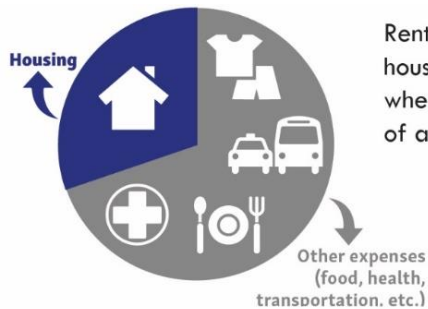 Housing
Rent
hous
whe
of a
Other expenses
(food, health,
transportation, etc.)